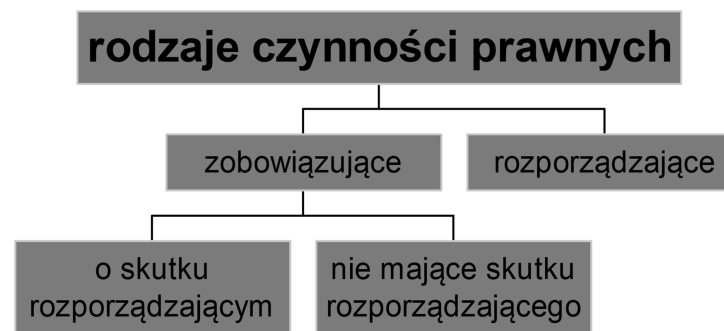 rodzaje czynności prawnych
zobowiązujące
rozporządzające
o skutku
rozporządzającym
nie mające skutku
rozporządzającego